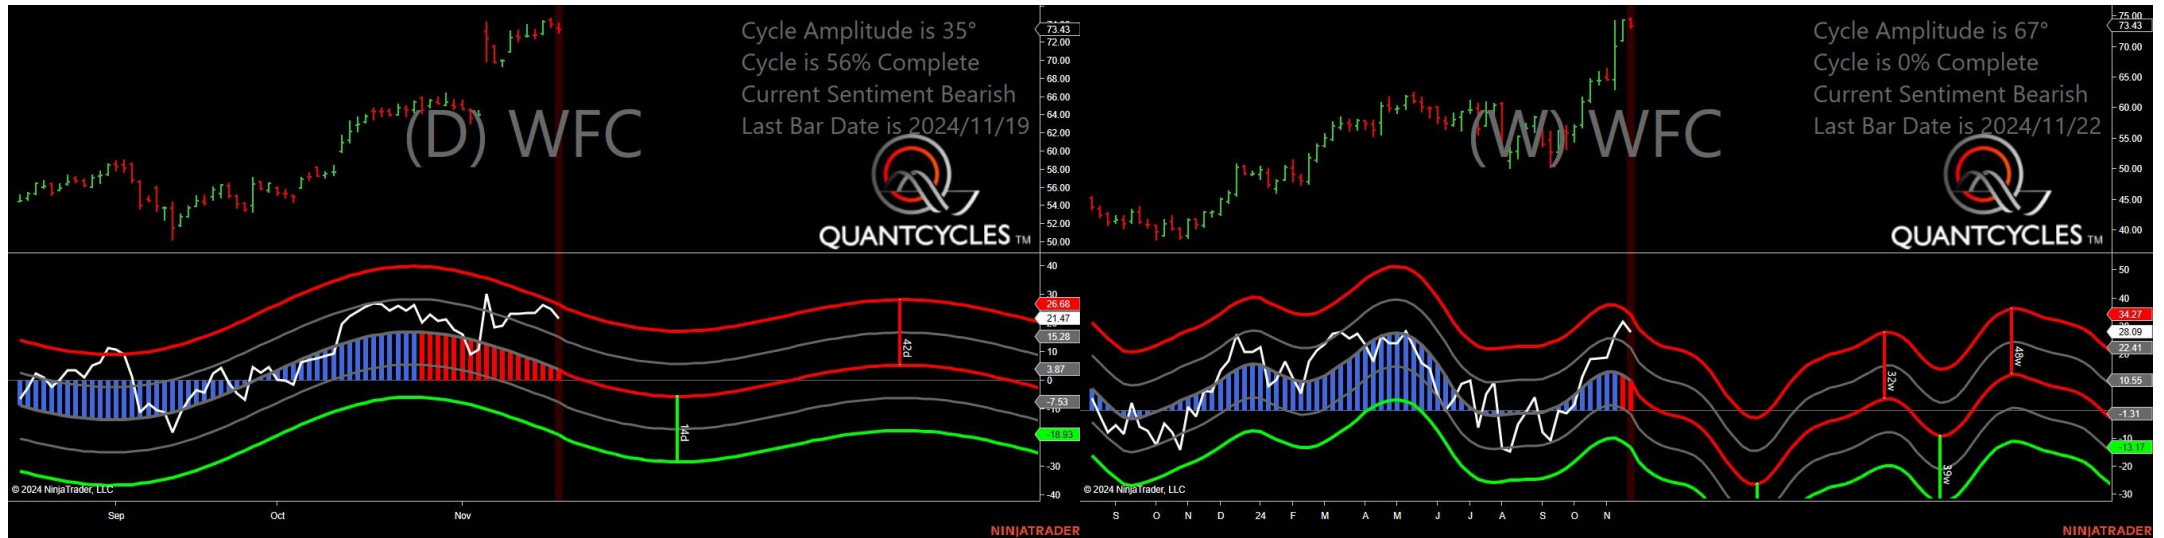 Cycle Amplitude is 35°
Cycle is 56% Complete
Current Sentiment Bearish
Last Bar Date is 2024/11/19
(D) WFC
QUANTCYCLES TM
73.43
72.00
70.00
68.00
66.00
64.00
62.00
60.00
58.00
56.00
54.00
52.00
50.00
40
30
26.68
21.47
15.28
10
3.87
0
-7.53
-10
-18.93
-30
-40
42d
14d
© 2024 NinjaTrader, LLC
Sep Oct Nov
NINJATRADER
Cycle Amplitude is 67°
Cycle is 0% Complete
Current Sentiment Bearish
Last Bar Date is 2024/11/22
(W) WFC
QUANTCYCLES TM
75.00
73.43
70.00
65.00
60.00
55.00
50.00
45.00
40.00
50
40
34.27
28.09
22.41
10.55
-1.31
-10
-13.17
-20
-30
32w
48w
39w
© 2024 NinjaTrader, LLC
S O N D 24 F M A M J J A S O N
NINJATRADER